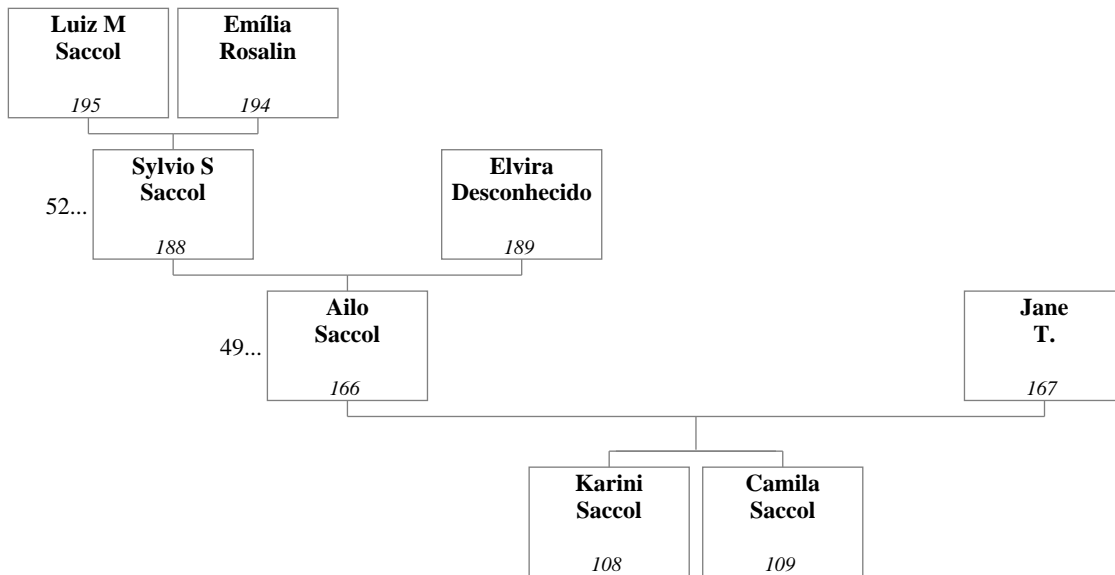 Luiz M
Saccol
195
Emília
Rosalin
194
52...
Sylvio S
Saccol
188
Elvira
Desconhecido
189
49...
Ailo
Saccol
166
Jane
T.
167
Karini
Saccol
108
Camila
Saccol
109